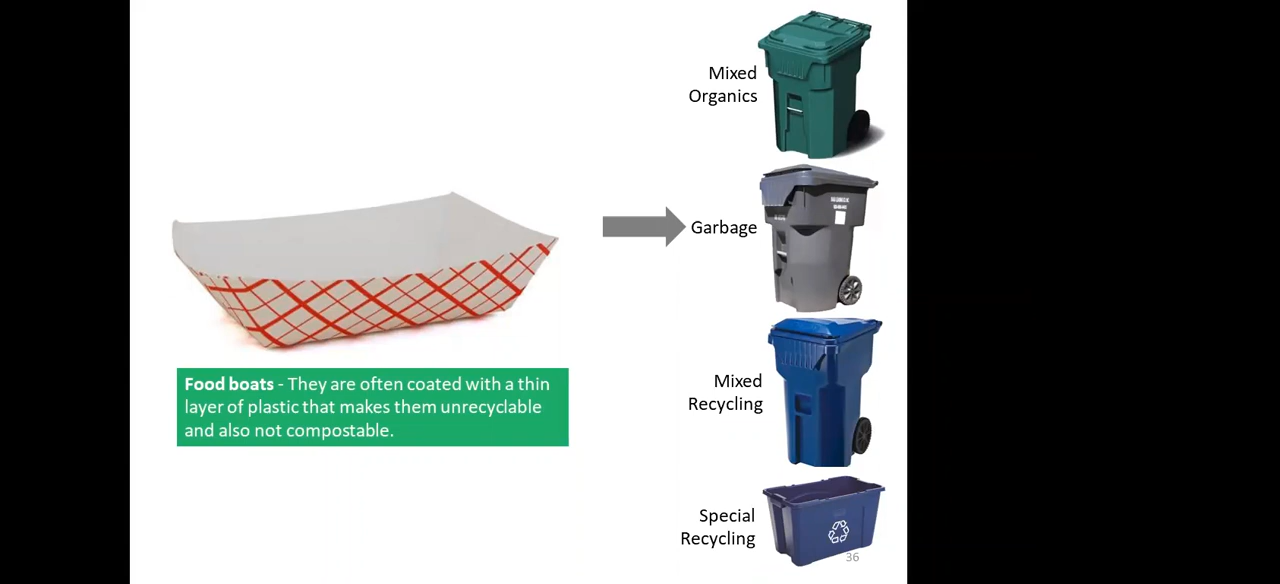 Mixed
Organics
Garbage
Food boats - They are often coated with a thin
layer of plastic that makes them unrecyclable
and also not compostable.
Mixed
Recycling
Special
Recycling
36